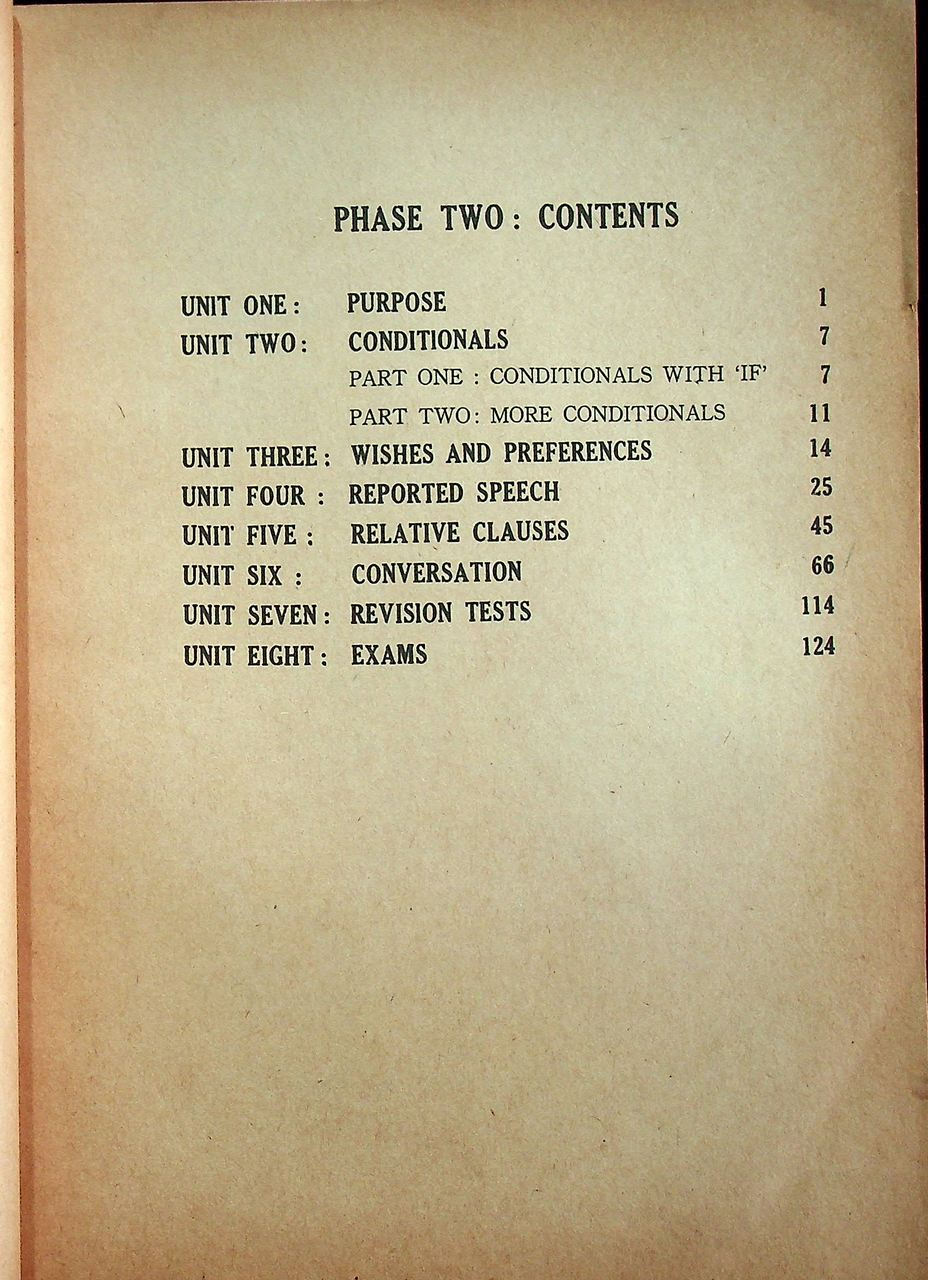 PHASE TWO : CONTENTS
UNIT ONE : PURPOSE 1
UNIT TWO : CONDITIONALS 7
PART ONE : CONDITIONALS WITH ‘IF’ 7
PART TWO : MORE CONDITIONALS 11
UNIT THREE : WISHES AND PREFERENCES 14
UNIT FOUR : REPORTED SPEECH 25
UNIT FIVE : RELATIVE CLAUSES 45
UNIT SIX : CONVERSATION 66
UNIT SEVEN : REVISION TESTS 114
UNIT EIGHT : EXAMS 124